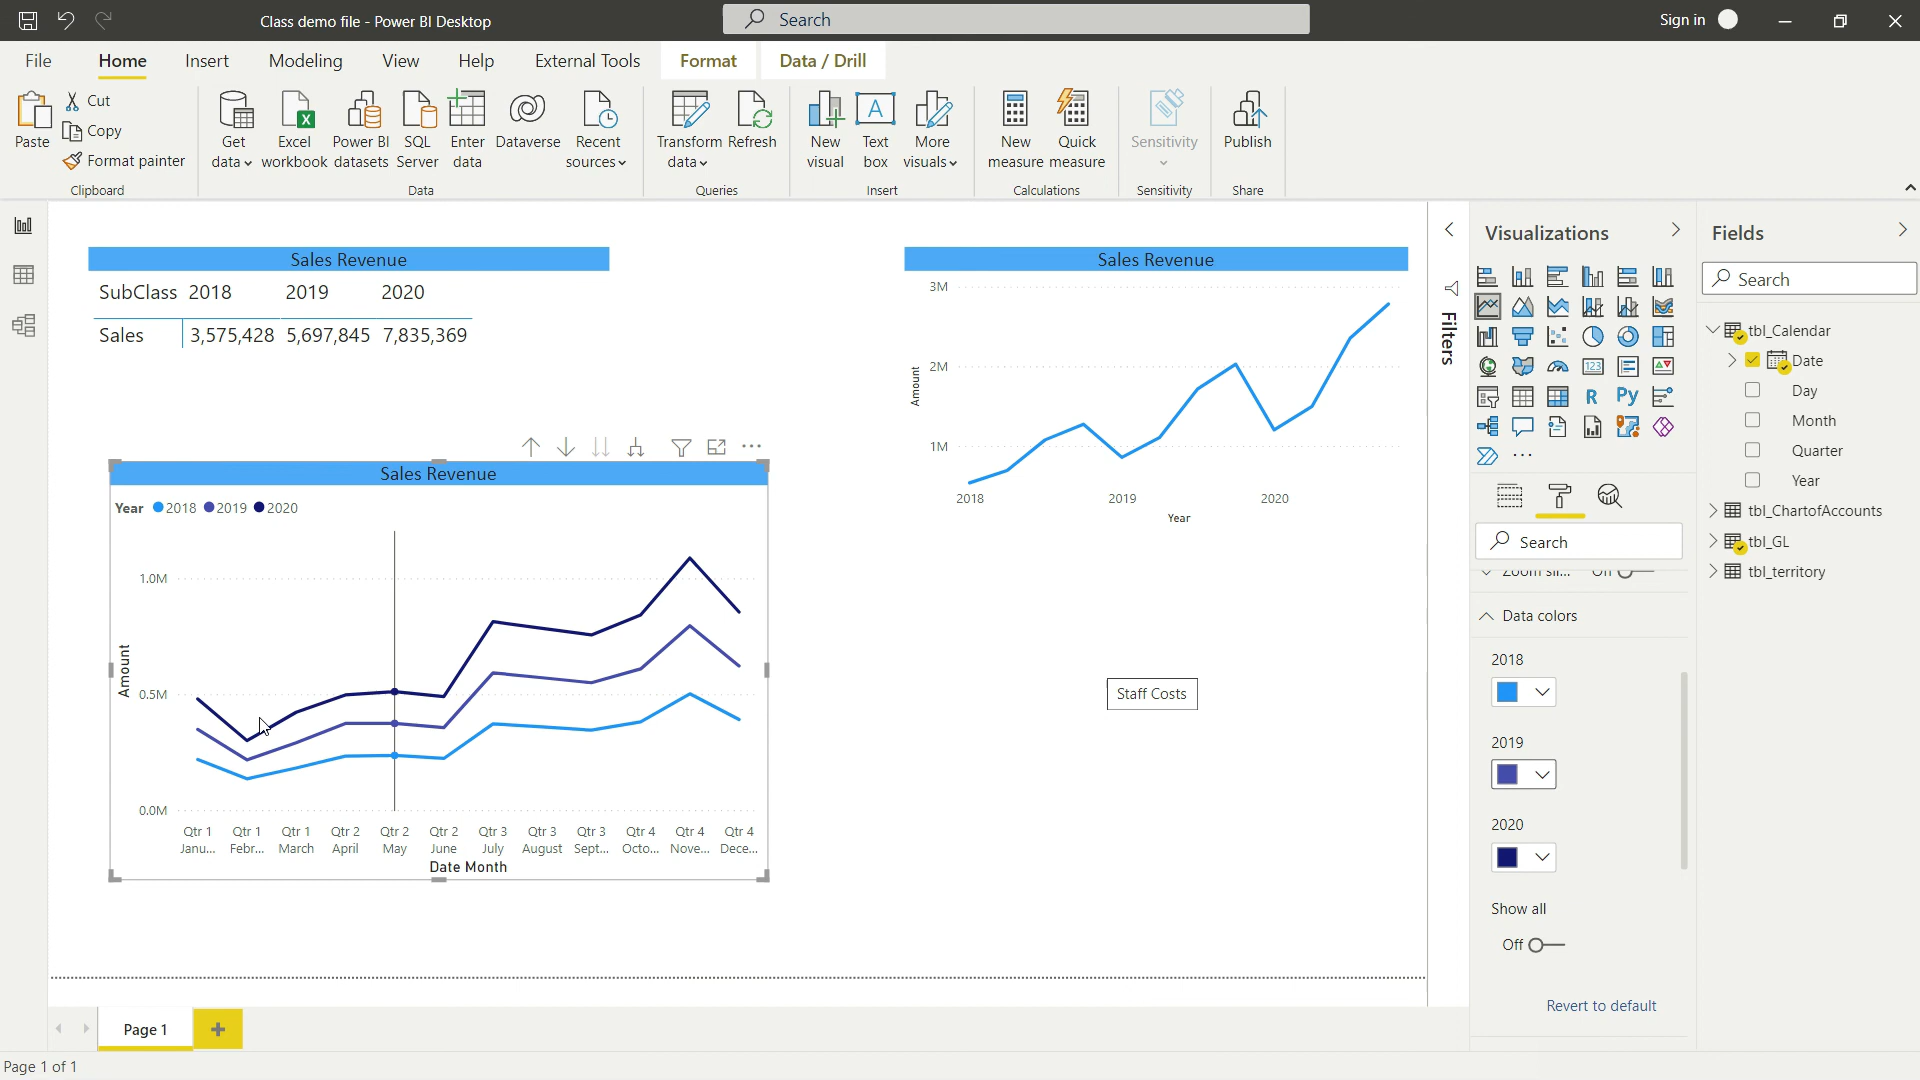 Class demo file - Power BI Desktop
Search
Sign in
File Home Insert Modeling View Help External Tools Format Data / Drill
Paste
Cut
Copy
Format painter
Clipboard
Get data
Excel workbook
Power BI datasets
SQL Server
Enter data
Dataverse
Recent sources
Data
Transform data
Refresh
Queries
New visual
Text box
More visuals
Insert
New measure
Quick measure
Calculations
Sensitivity
Sensitivity
Publish
Share
Sales Revenue
SubClass 2018 2019 2020
Sales 3,575,428 5,697,845 7,835,369
Sales Revenue
3M
2M
1M
Amount
2018 2019 2020
Year
Sales Revenue
Year 2018 2019 2020
1.0M
0.5M
0.0M
Amount
Qtr 1 Qtr 1 Qtr 1 Qtr 2 Qtr 2 Qtr 2 Qtr 3 Qtr 3 Qtr 3 Qtr 4 Qtr 4 Qtr 4
Janu... Febr... March April May June July August Sept... Octo... Nove... Dece...
Date Month
Staff Costs
Filters
Visualizations
123
R
Py
Search
Zoom sli... Off
Data colors
2018
2019
2020
Show all
Off
Revert to default
Fields
Search
tbl_Calendar
Date
Day
Month
Quarter
Year
tbl_ChartofAccounts
tbl_GL
tbl_territory
Page 1
Page 1 of 1